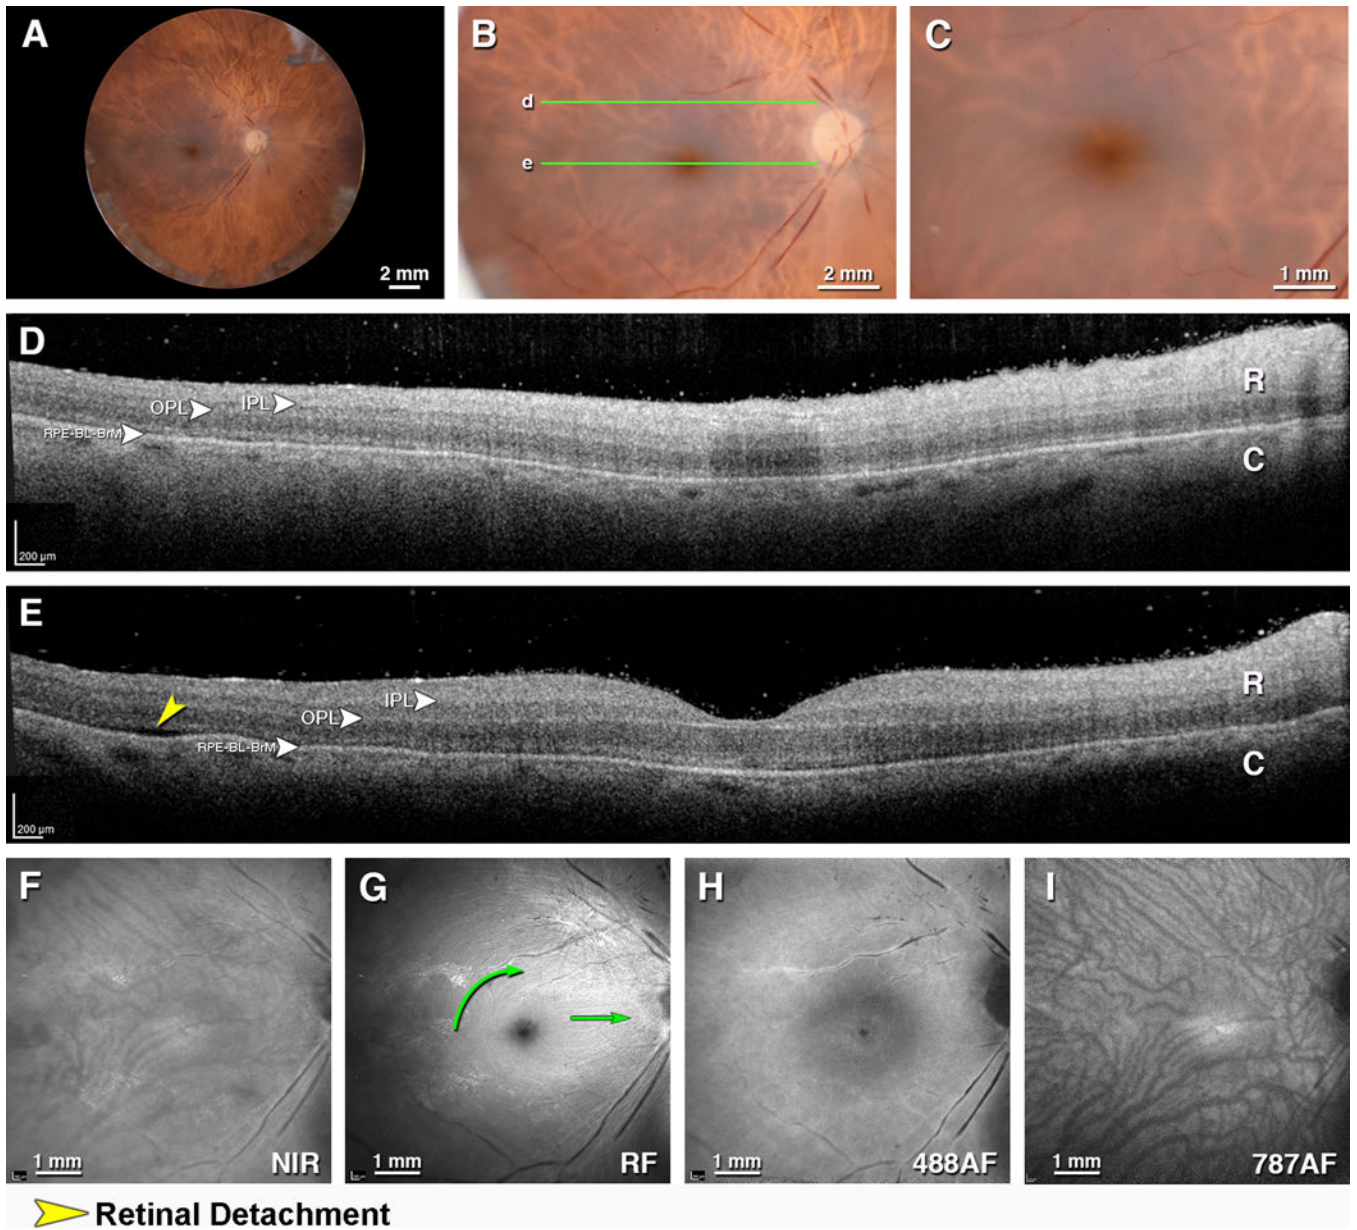 A
2 mm
B
d
e
2 mm
C
1 mm
D
OPL
IPL
RPE-BL-BrM
R
C
200 µm
E
IPL
OPL
RPE-BL-BrM
R
C
200 µm
F
1 mm
NIR
G
1 mm
RF
H
1 mm
488AF
I
1 mm
787AF
Retinal Detachment